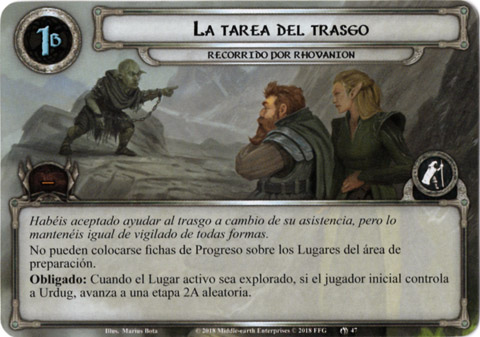 1B
LA TAREA DEL TRASGO
RECORRIDO POR RHOVANION
Habéis aceptado ayudar al trasgo a cambio de su asistencia, pero lo
mantenéis igual de vigilado de todas formas.
No pueden colocarse fichas de Progreso sobre los Lugares del área de
preparación.
Obligado: Cuando el Lugar activo sea explorado, si el jugador inicial controla
a Urdug, avanza a una etapa 2A aleatoria.
Illus. Marius Bota © 2018 Middle-earth Enterprises © 2018 FFG 47